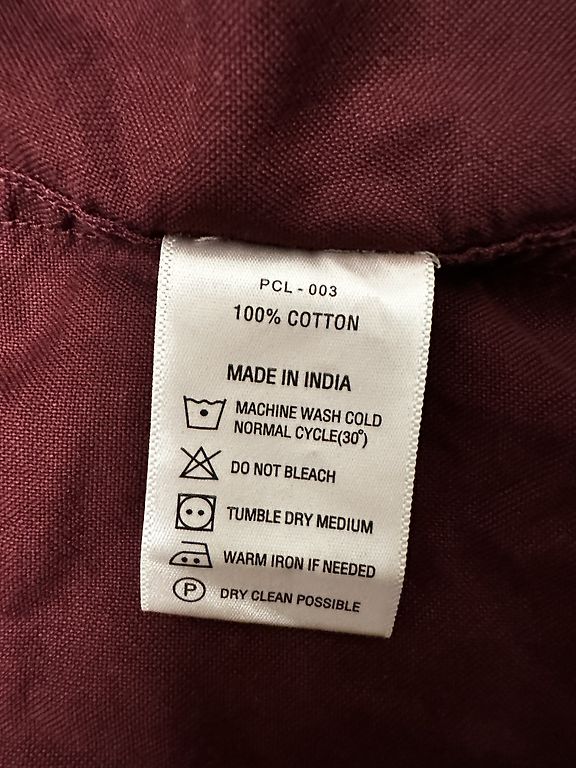 PCL - 003
100% COTTON
MADE IN INDIA
MACHINE WASH COLD
NORMAL CYCLE(30°)
DO NOT BLEACH
TUMBLE DRY MEDIUM
WARM IRON IF NEEDED
P
DRY CLEAN POSSIBLE